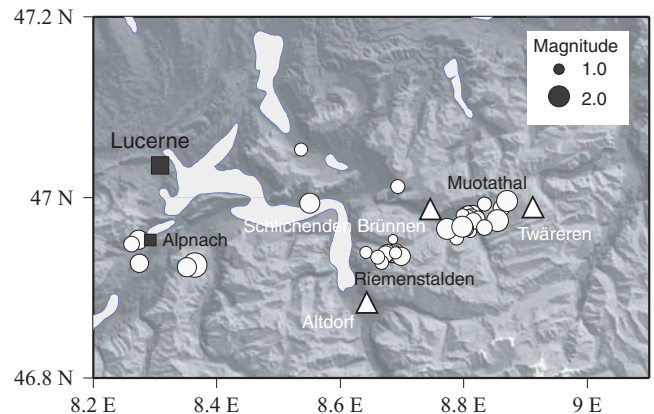 47.2 N
Magnitude
1.0
2.0
Lucerne
Muotathal
47 N
Schlichenden Brünnen
Twäreren
Alpnach
Riemenstalden
Altdorf
46.8 N
8.2 E 8.4 E 8.6 E 8.8 E 9 E